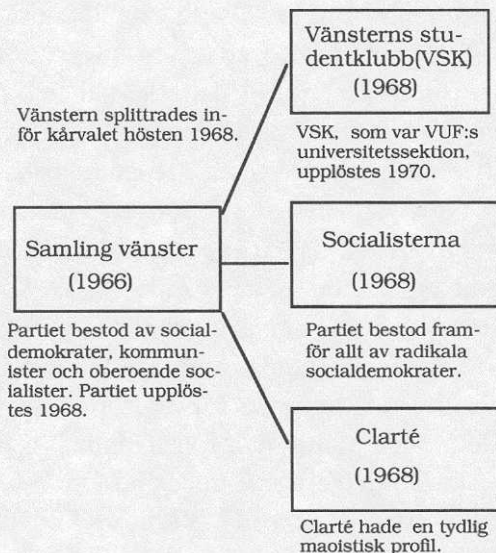 Vänstern splittrades in-
för kårvalet hösten 1968.
Samling vänster
(1966)
Partiet bestod av social-
demokrater, kommun-
ister och oberoende soc-
ialister. Partiet upplös-
tes 1968.
Vänsterns stu-
dentklubb(VSK)
(1968)
VSK, som var VUF:s
universitetssektion,
upplöstes 1970.
Socialisterna
(1968)
Partiet bestod fram-
för allt av radikala
socialdemokrater.
Clarté
(1968)
Clarté hade en tydlig
maoistisk profil.